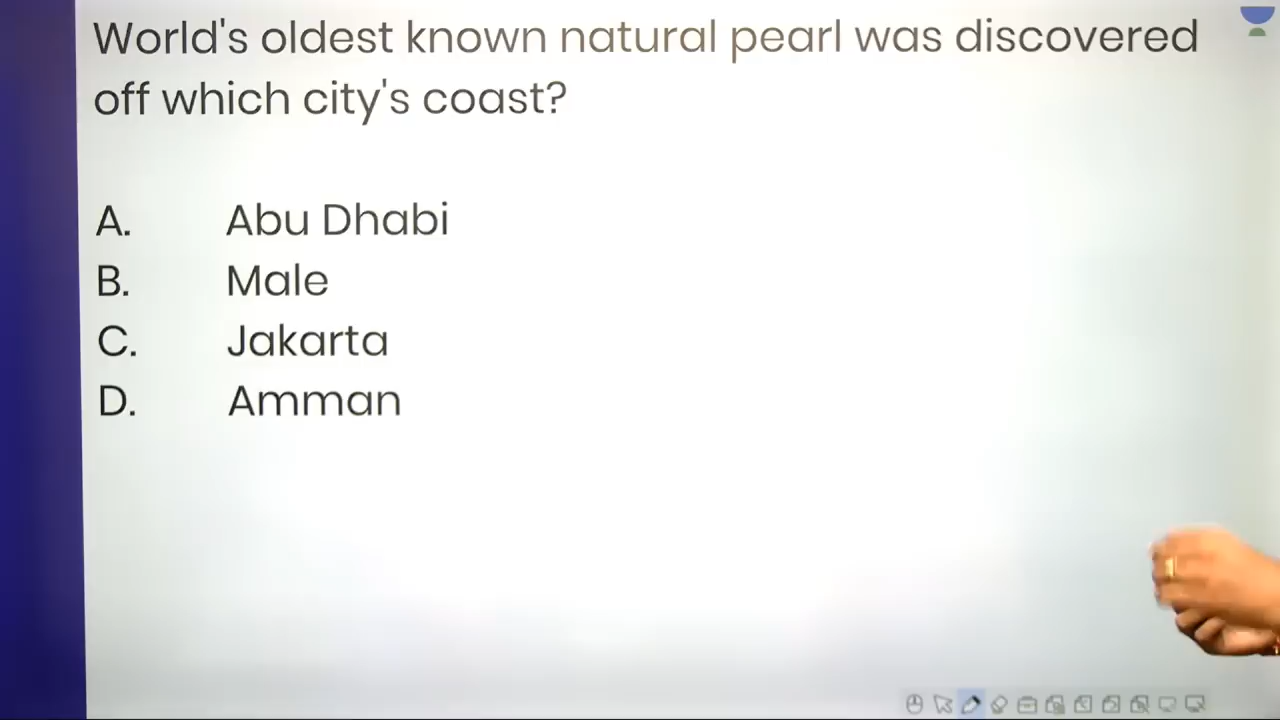 World's oldest known natural pearl was discovered
off which city's coast?
A. Abu Dhabi
B. Male
C. Jakarta
D. Amman